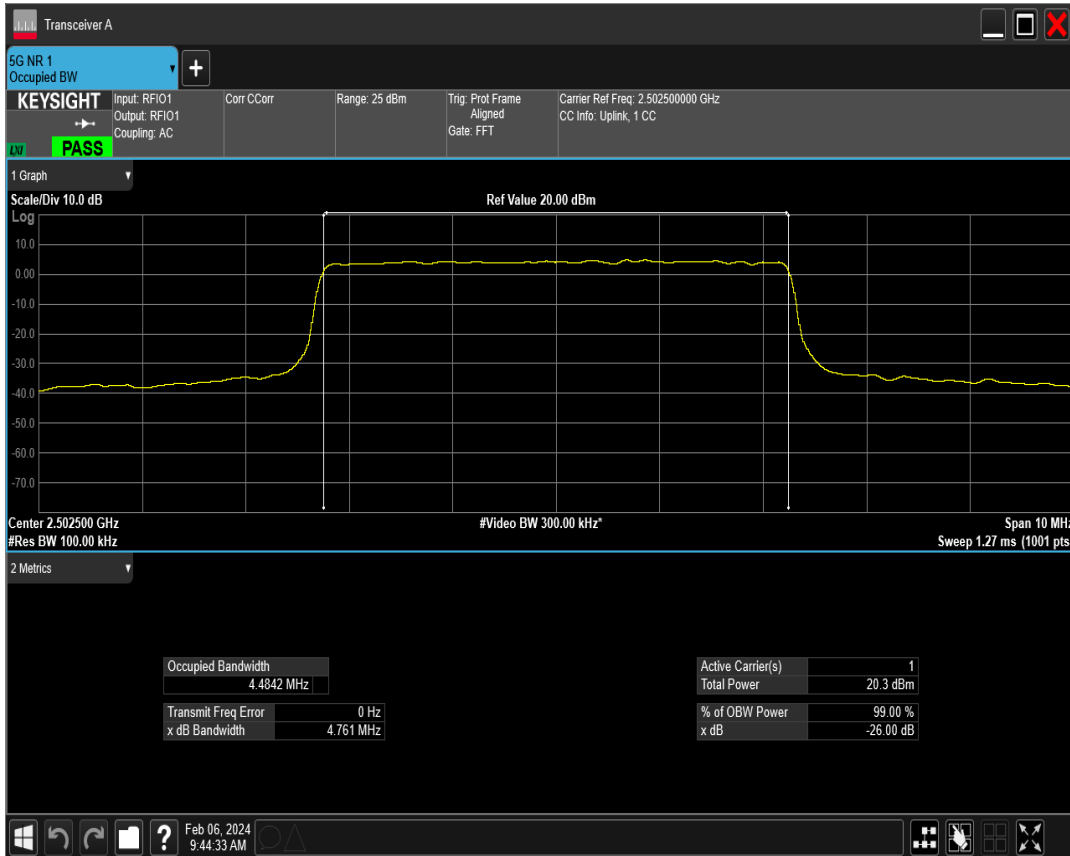 Transceiver A
5G NR 1
Occupied BW
+
KEYSIGHT
Input: RFIO1
Output: RFIO1
Coupling: AC
Corr CCorr
Range: 25 dBm
Trig: Prot Frame
Aligned
Gate: FFT
Carrier Ref Freq: 2.502500000 GHz
CC Info: Uplink, 1 CC
LXI
PASS
1 Graph
Scale/Div 10.0 dB
Ref Value 20.00 dBm
Log
10.0
0.00
-10.0
-20.0
-30.0
-40.0
-50.0
-60.0
-70.0
Center 2.502500 GHz
#Video BW 300.00 kHz*
Span 10 MHz
#Res BW 100.00 kHz
Sweep 1.27 ms (1001 pts
2 Metrics
Occupied Bandwidth
4.4842 MHz
Transmit Freq Error 0 Hz
x dB Bandwidth 4.761 MHz
Active Carrier(s) 1
Total Power 20.3 dBm
% of OBW Power 99.00 %
x dB -26.00 dB
?
Feb 06, 2024
9:44:33 AM